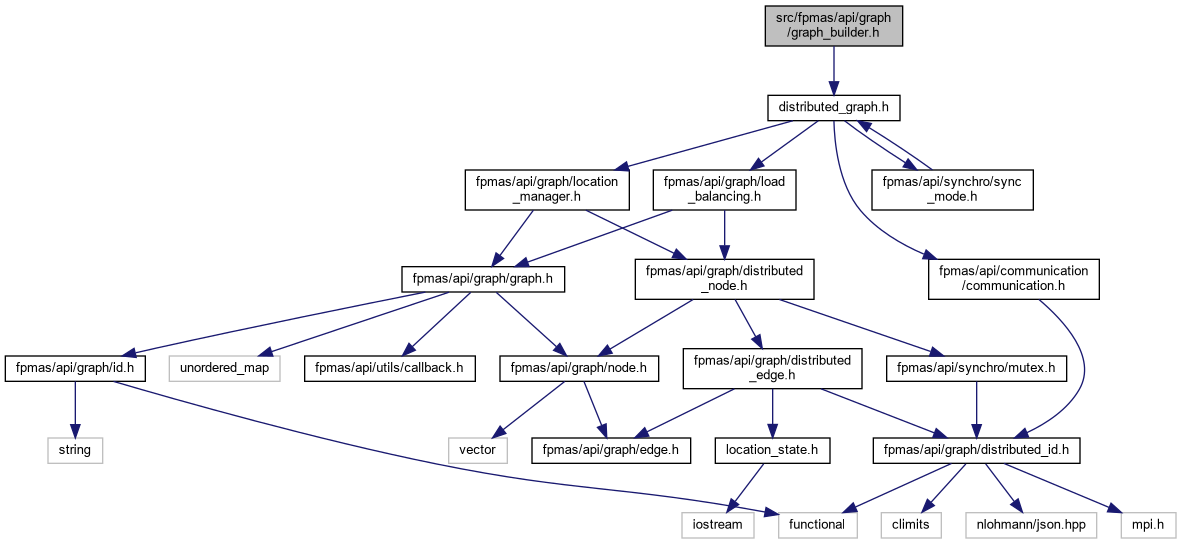 src/fpmas/api/graph
/graph_builder.h
distributed_graph.h
fpmas/api/graph/location
_manager.h
fpmas/api/graph/load
_balancing.h
fpmas/api/synchro/sync
_mode.h
fpmas/api/graph/graph.h
fpmas/api/graph/distributed
_node.h
fpmas/api/communication
/communication.h
fpmas/api/graph/id.h
unordered_map
fpmas/api/utils/callback.h
fpmas/api/graph/node.h
fpmas/api/graph/distributed
_edge.h
fpmas/api/synchro/mutex.h
string
vector
fpmas/api/graph/edge.h
location_state.h
fpmas/api/graph/distributed_id.h
iostream
functional
climits
nlohmann/json.hpp
mpi.h